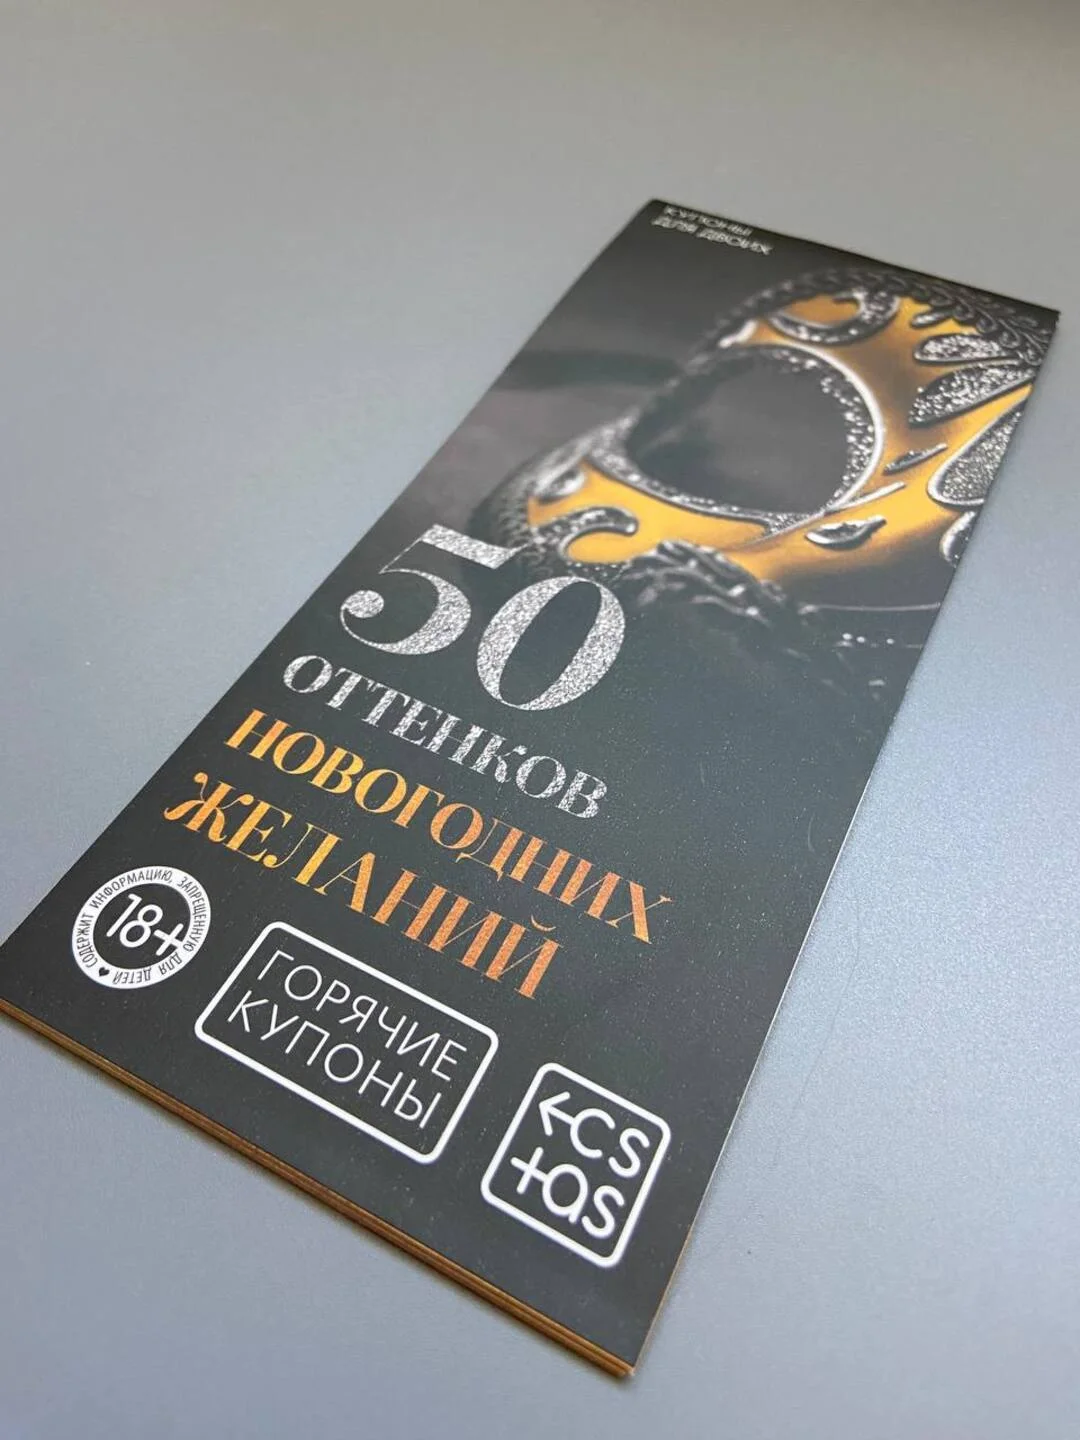 КУПОНЫ
ДЛЯ ДВОИХ
50
ОТТЕНКОВ
НОВОГОДНИХ
ЖЕЛАНИЙ
СОДЕРЖИТ ИНФОРМАЦИЮ, ЗАПРЕЩЕННУЮ ДЛЯ ДЕТЕЙ
18+
ГОРЯЧИЕ
КУПОНЫ
ecs
tas